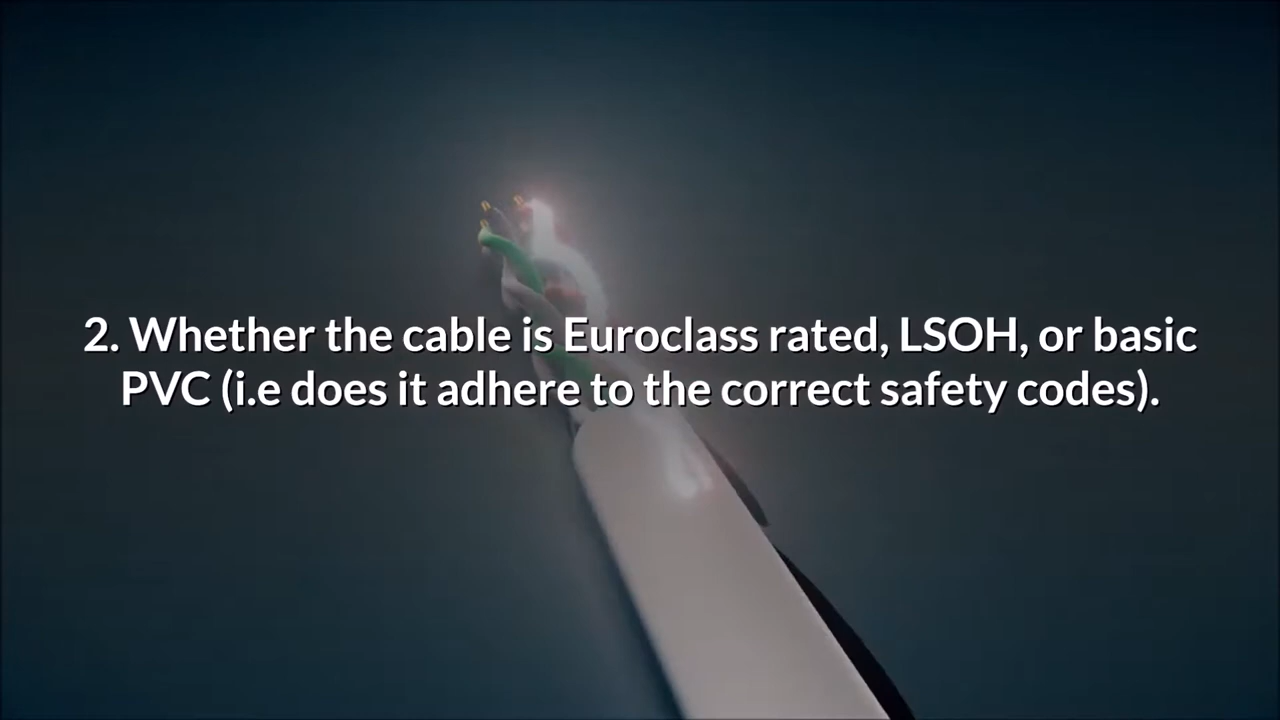 2. Whether the cable is Euroclass rated, LSOH, or basic
PVC (i.e does it adhere to the correct safety codes).